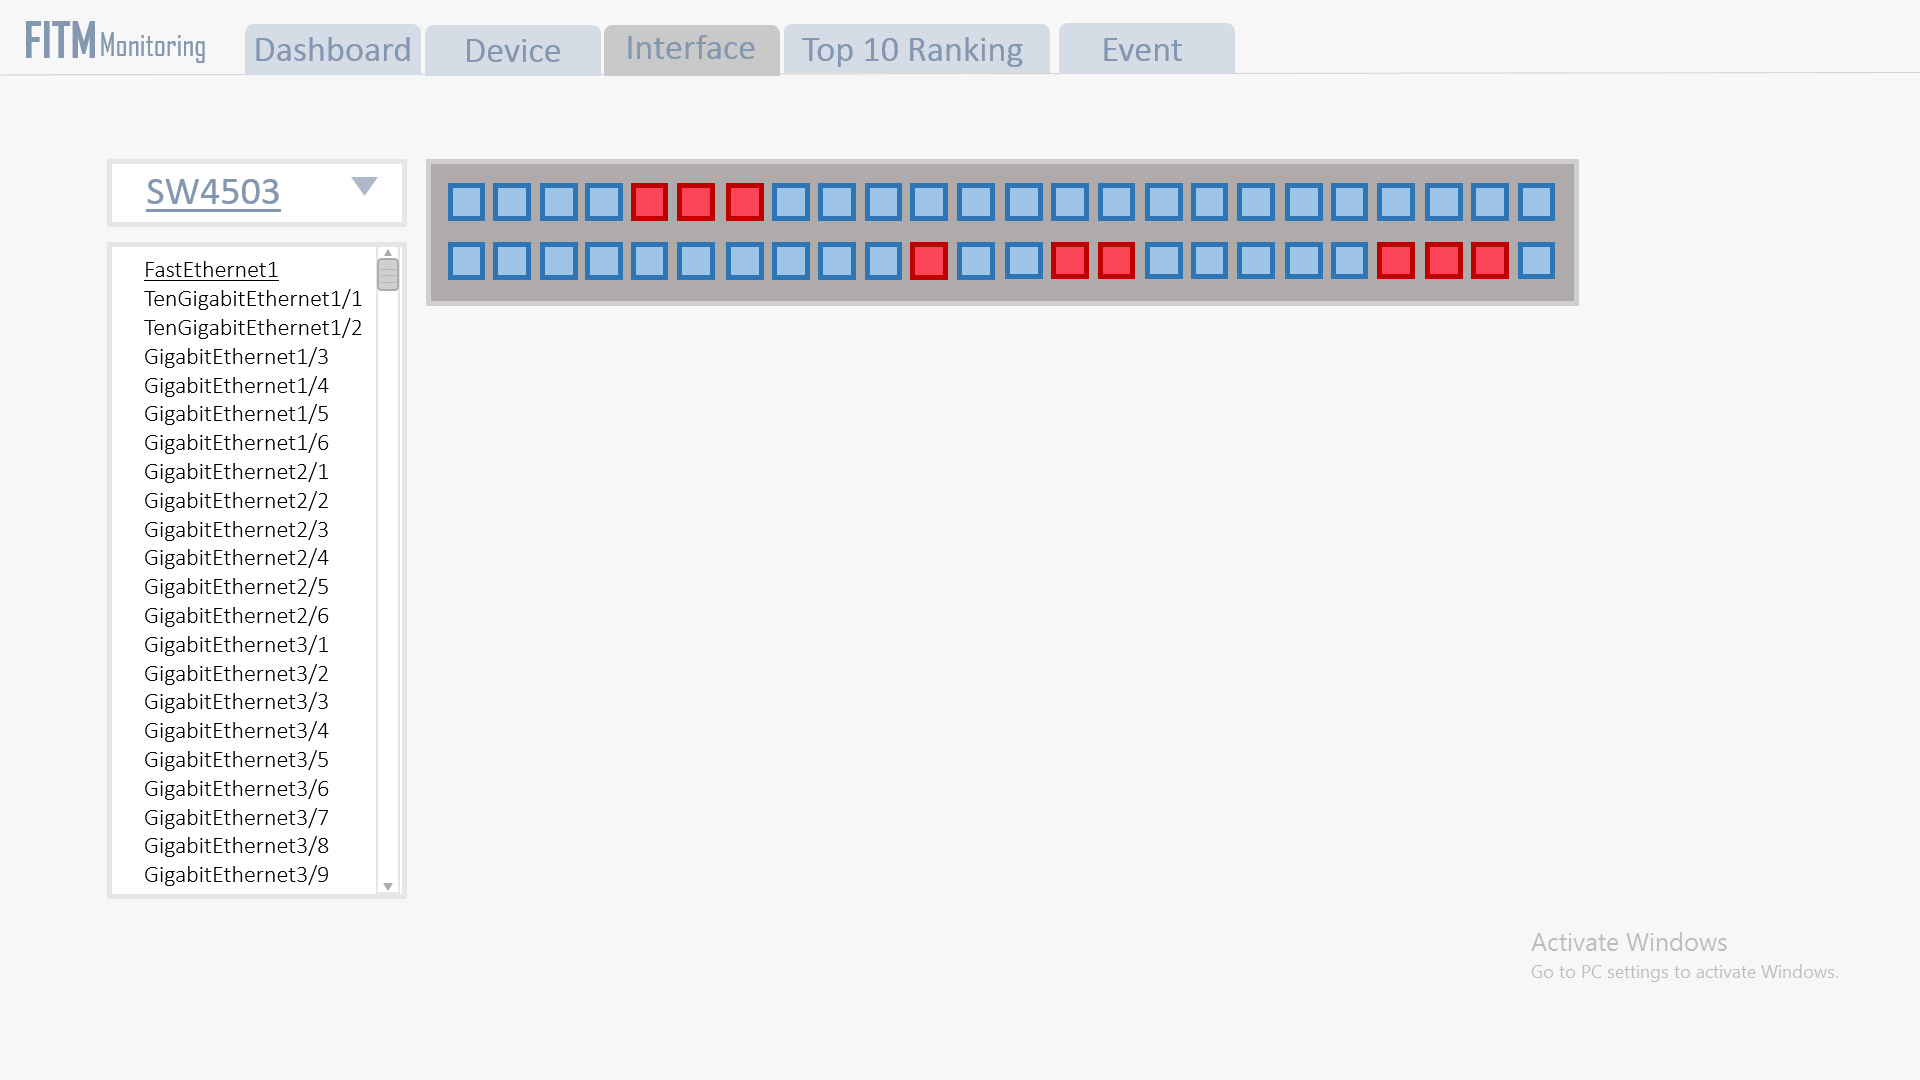 FITM Monitoring
Dashboard
Device
Interface
Top 10 Ranking
Event
SW4503
FastEthernet1
TenGigabitEthernet1/1
TenGigabitEthernet1/2
GigabitEthernet1/3
GigabitEthernet1/4
GigabitEthernet1/5
GigabitEthernet1/6
GigabitEthernet2/1
GigabitEthernet2/2
GigabitEthernet2/3
GigabitEthernet2/4
GigabitEthernet2/5
GigabitEthernet2/6
GigabitEthernet3/1
GigabitEthernet3/2
GigabitEthernet3/3
GigabitEthernet3/4
GigabitEthernet3/5
GigabitEthernet3/6
GigabitEthernet3/7
GigabitEthernet3/8
GigabitEthernet3/9
Activate Windows
Go to PC settings to activate Windows.